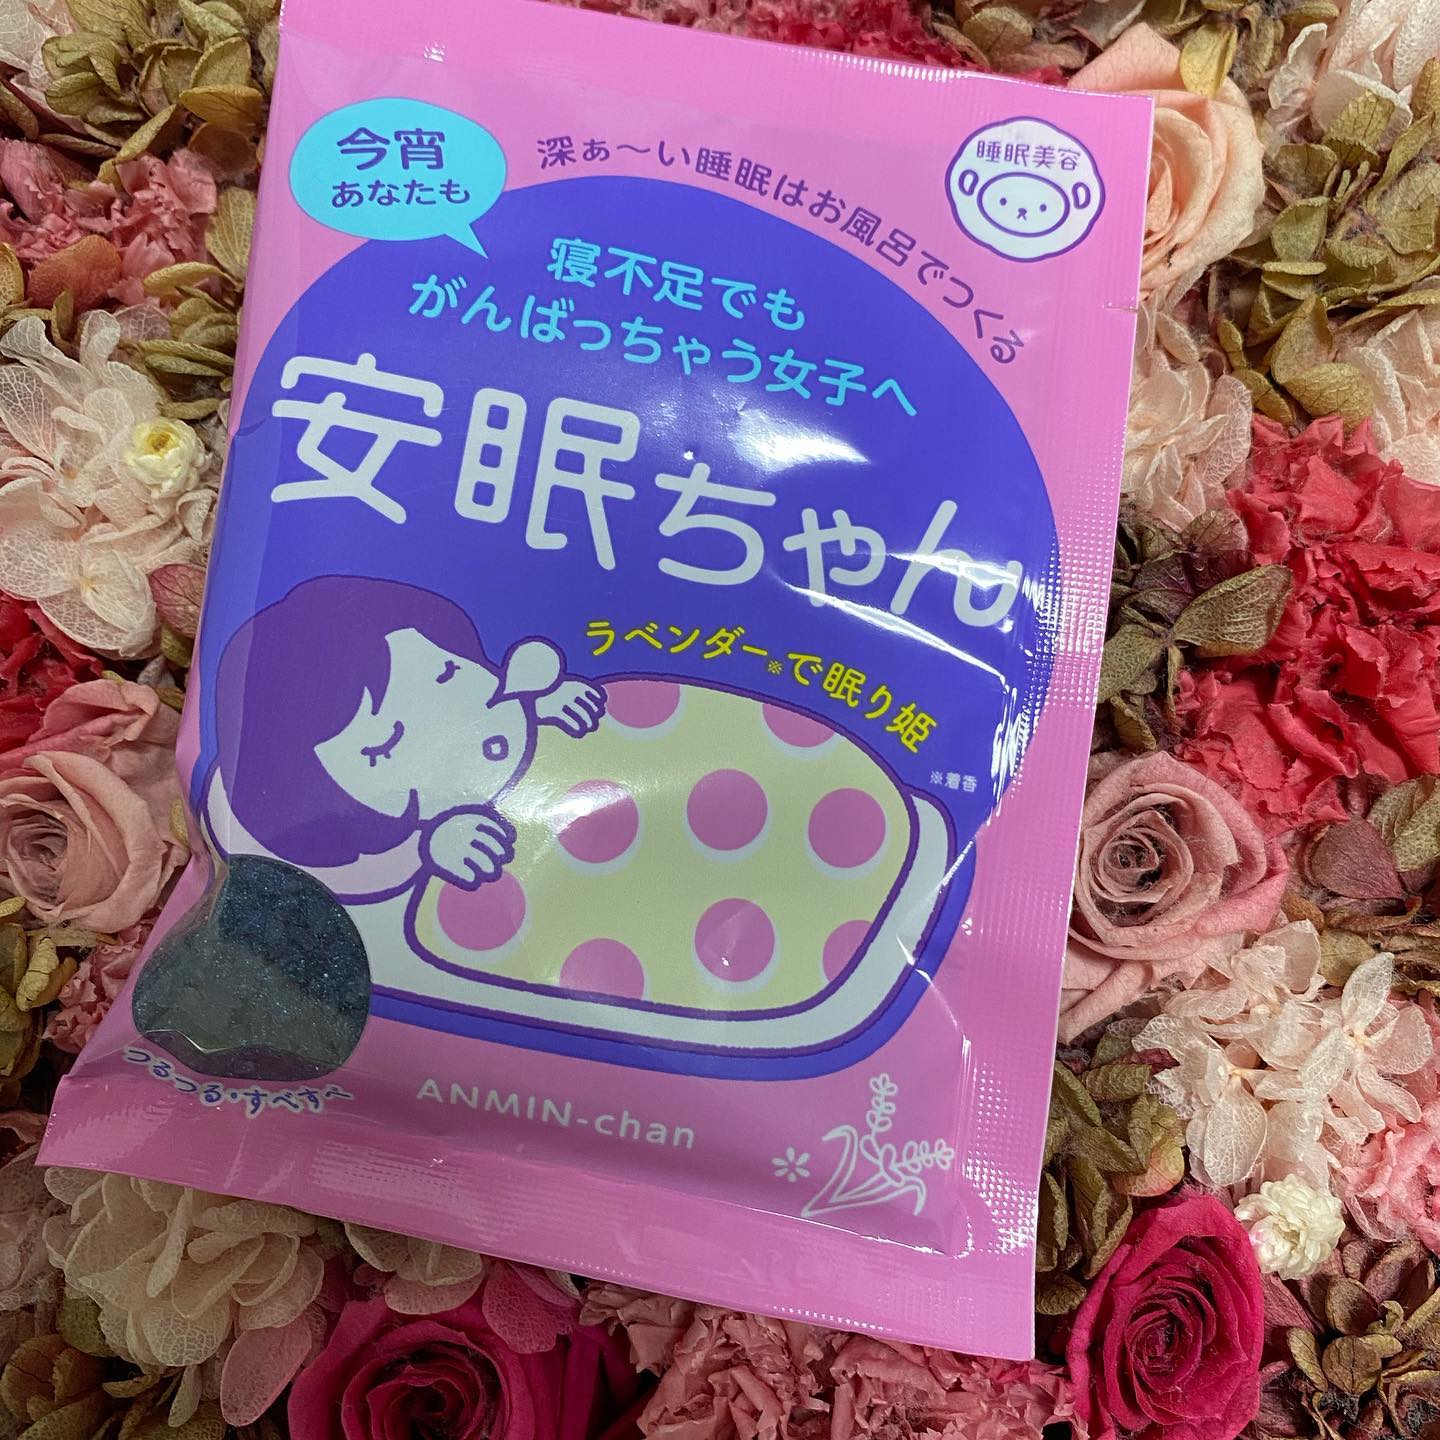 今宵
あなたも
深ぁ〜い睡眠はお風呂でつくる
睡眠美容
寝不足でも
がんばっちゃう女子へ
安眠ちゃん
ラベンダー※で眠り姫
※着香
つるつる・すべすべ
ANMIN-chan